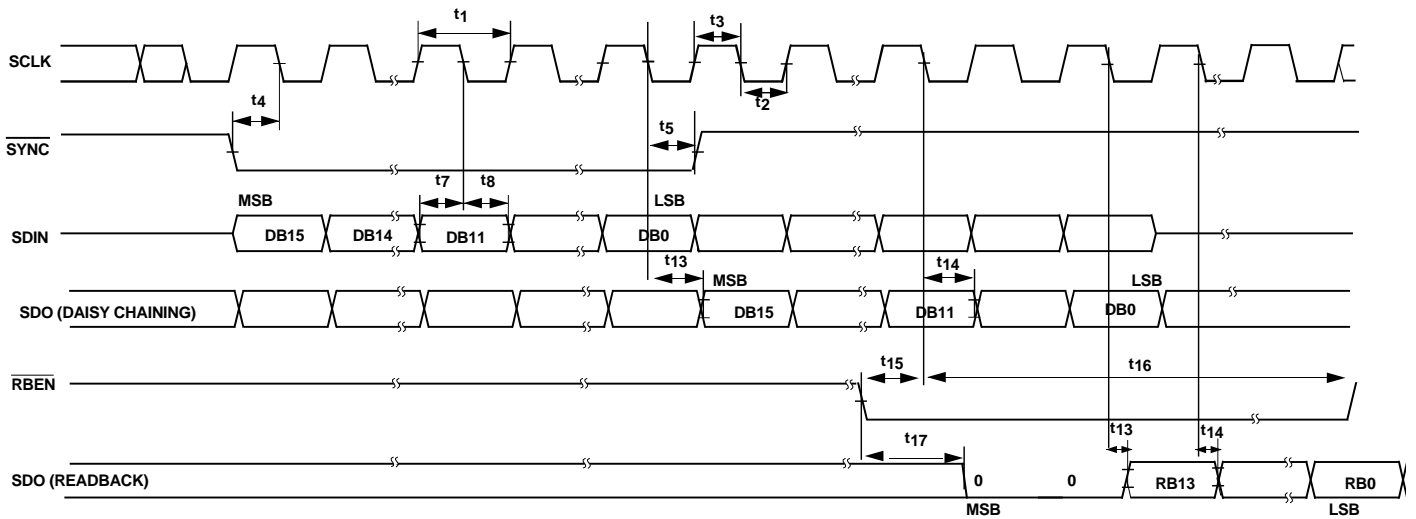 t1
t3
SCLK
t4
t2
SYNC
t5
MSB
t7
t8
LSB
SDIN
DB15
DB14
DB11
DB0
t13
MSB
t14
LSB
SDO (DAISY CHAINING)
DB15
DB11
DB0
RBEN
t15
t16
t17
t13
t14
SDO (READBACK)
0
0
RB13
RB0
MSB
LSB